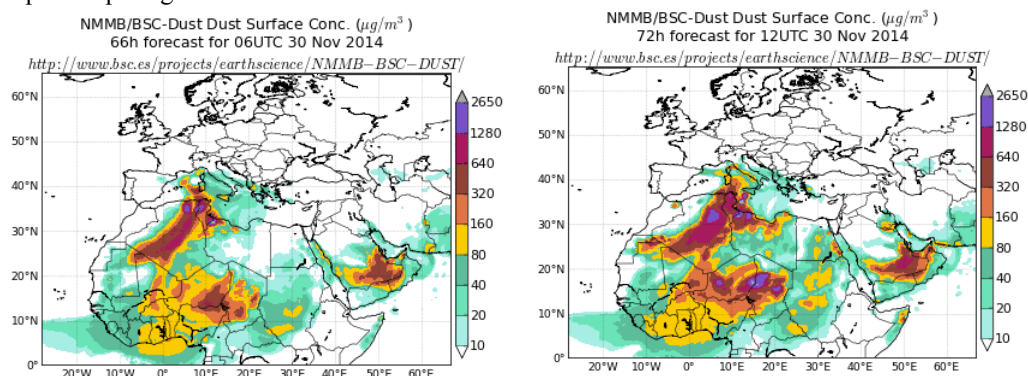 NMMB/BSC-Dust Dust Surface Conc. (μg/m³)
66h forecast for 06UTC 30 Nov 2014
http://www.bsc.es/projects/earthscience/NMMB−BSC−DUST/
60°N
50°N
40°N
30°N
20°N
10°N
0°
20°W
10°W
0°
10°E
20°E
30°E
40°E
50°E
60°E
2650
1280
640
320
160
80
40
20
10
NMMB/BSC-Dust Dust Surface Conc. (μg/m³)
72h forecast for 12UTC 30 Nov 2014
http://www.bsc.es/projects/earthscience/NMMB−BSC−DUST/
60°N
50°N
40°N
30°N
20°N
10°N
0°
20°W
10°W
0°
10°E
20°E
30°E
40°E
50°E
60°E
2650
1280
640
320
160
80
40
20
10